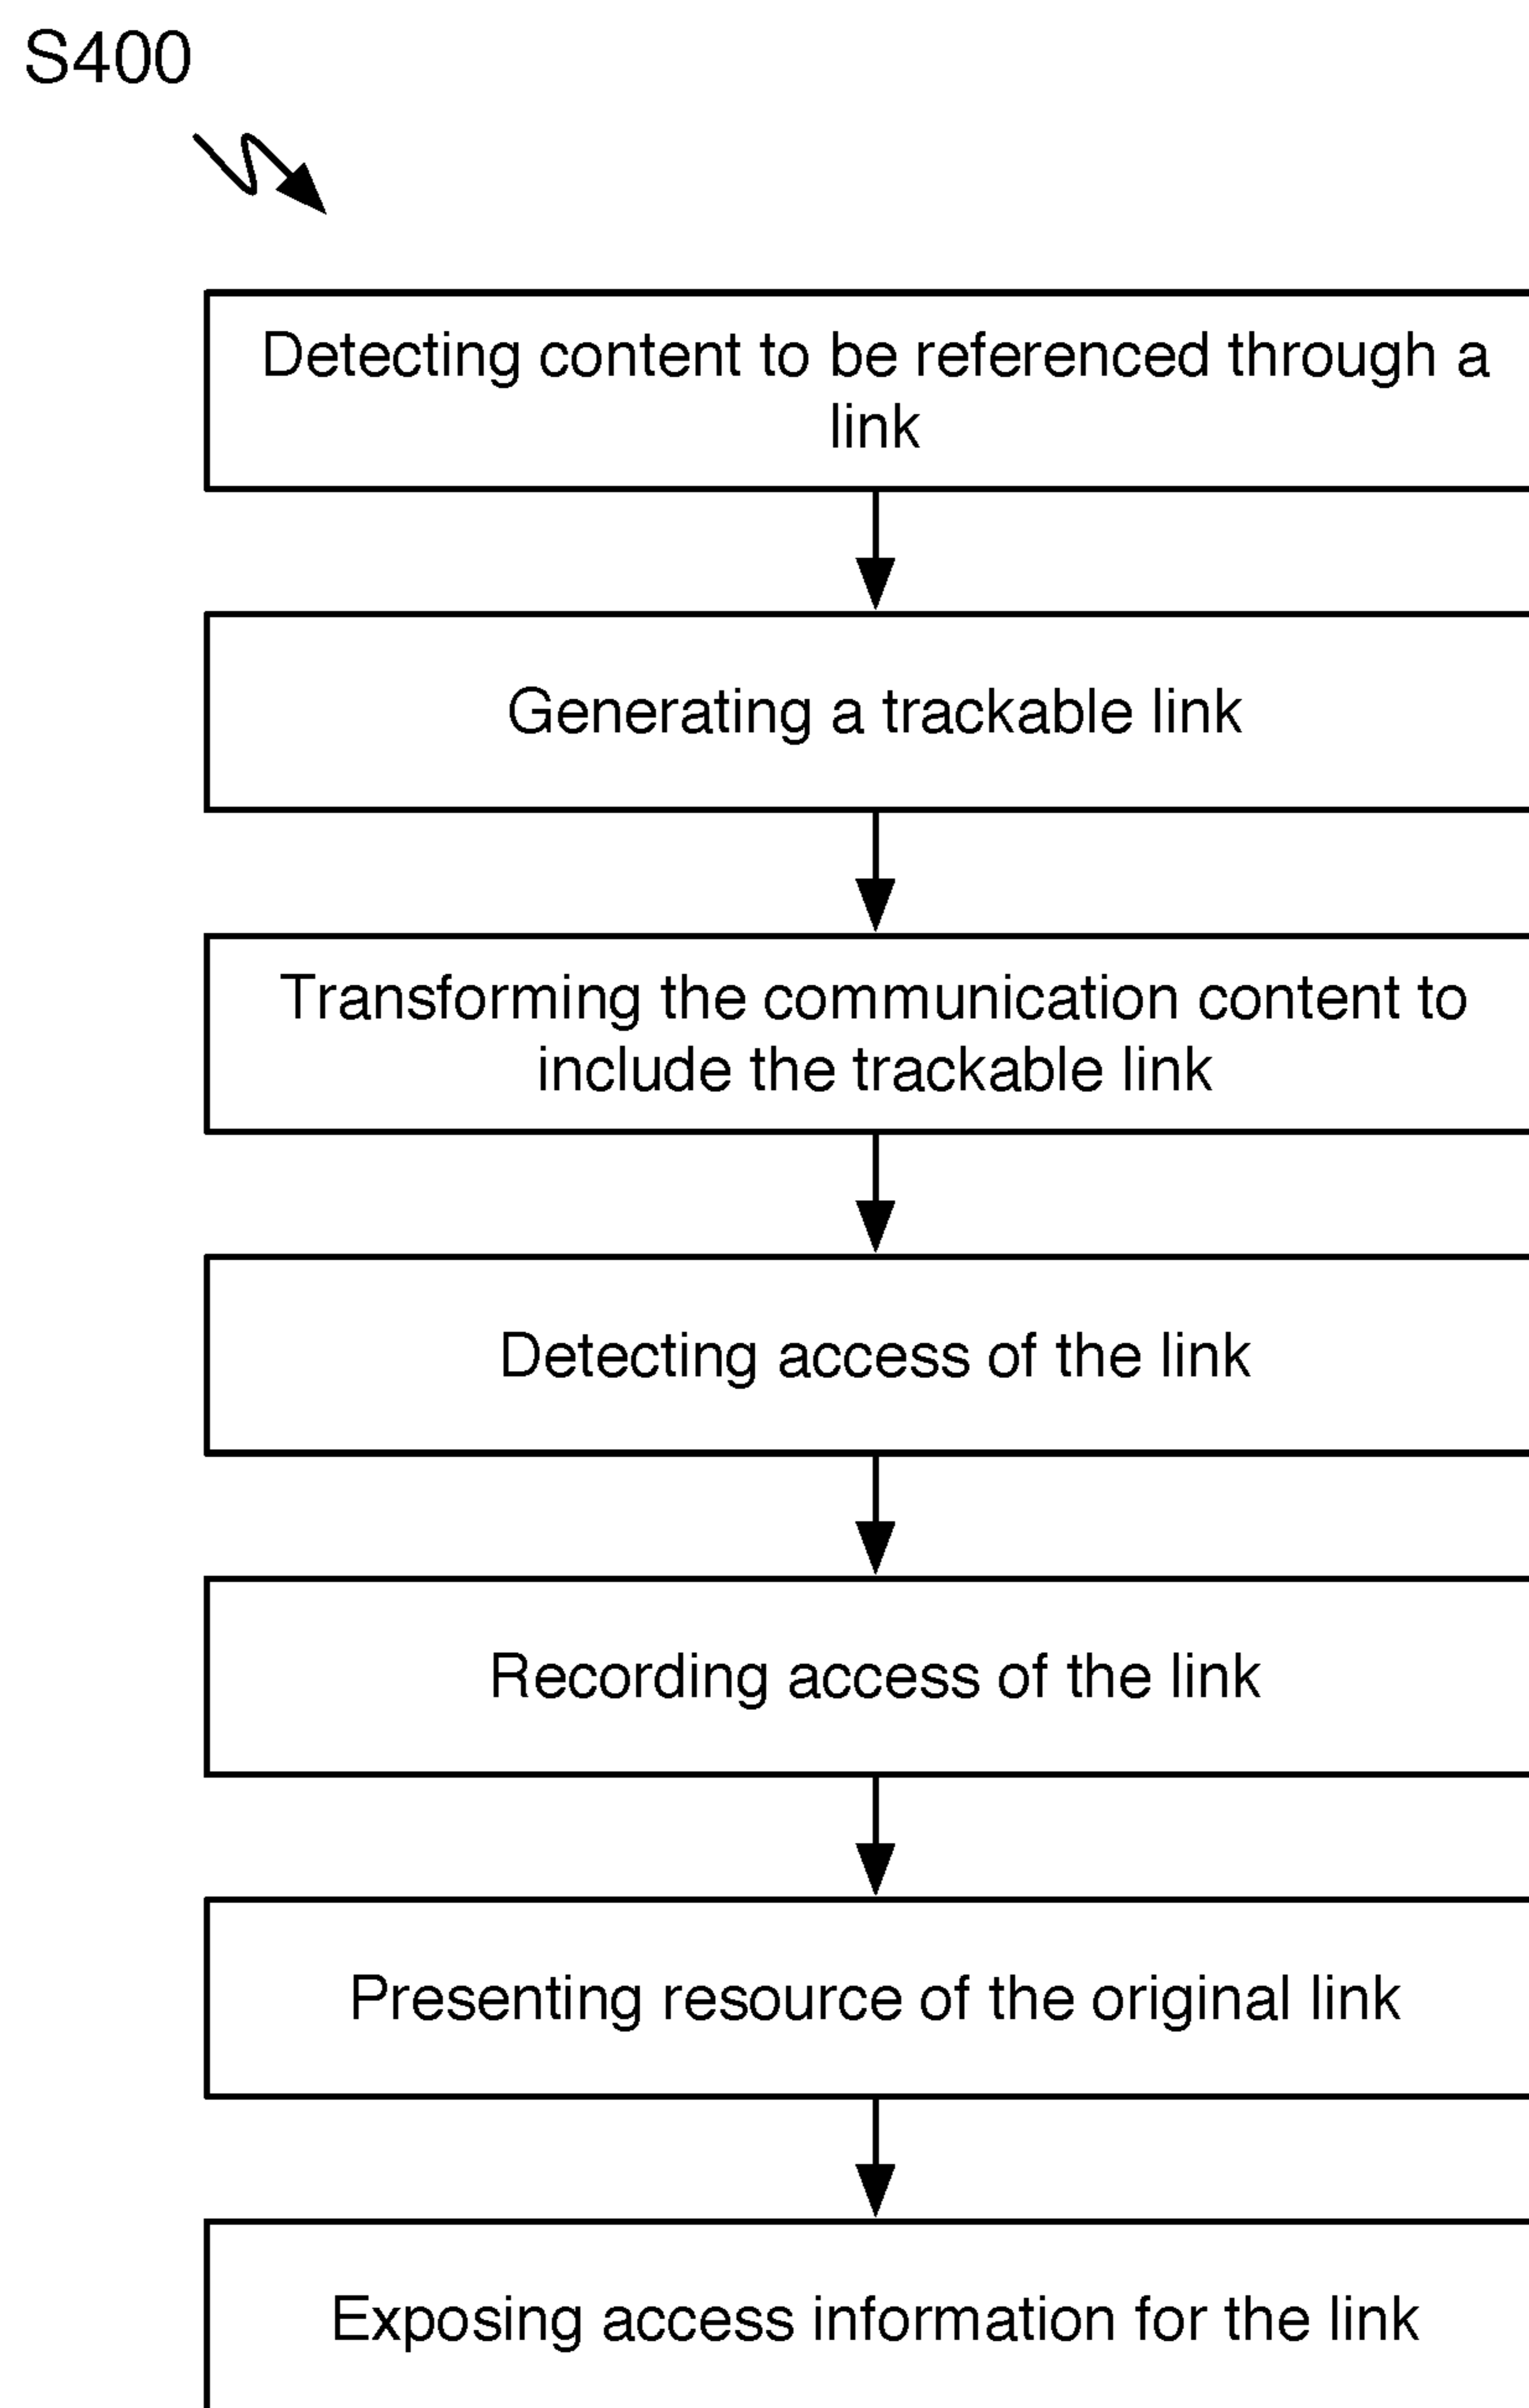 S400
Detecting content to be referenced through a
link
Generating a trackable link
Transforming the communication content to
include the trackable link
Detecting access of the link
Recording access of the link
Presenting resource of the original link
Exposing access information for the link